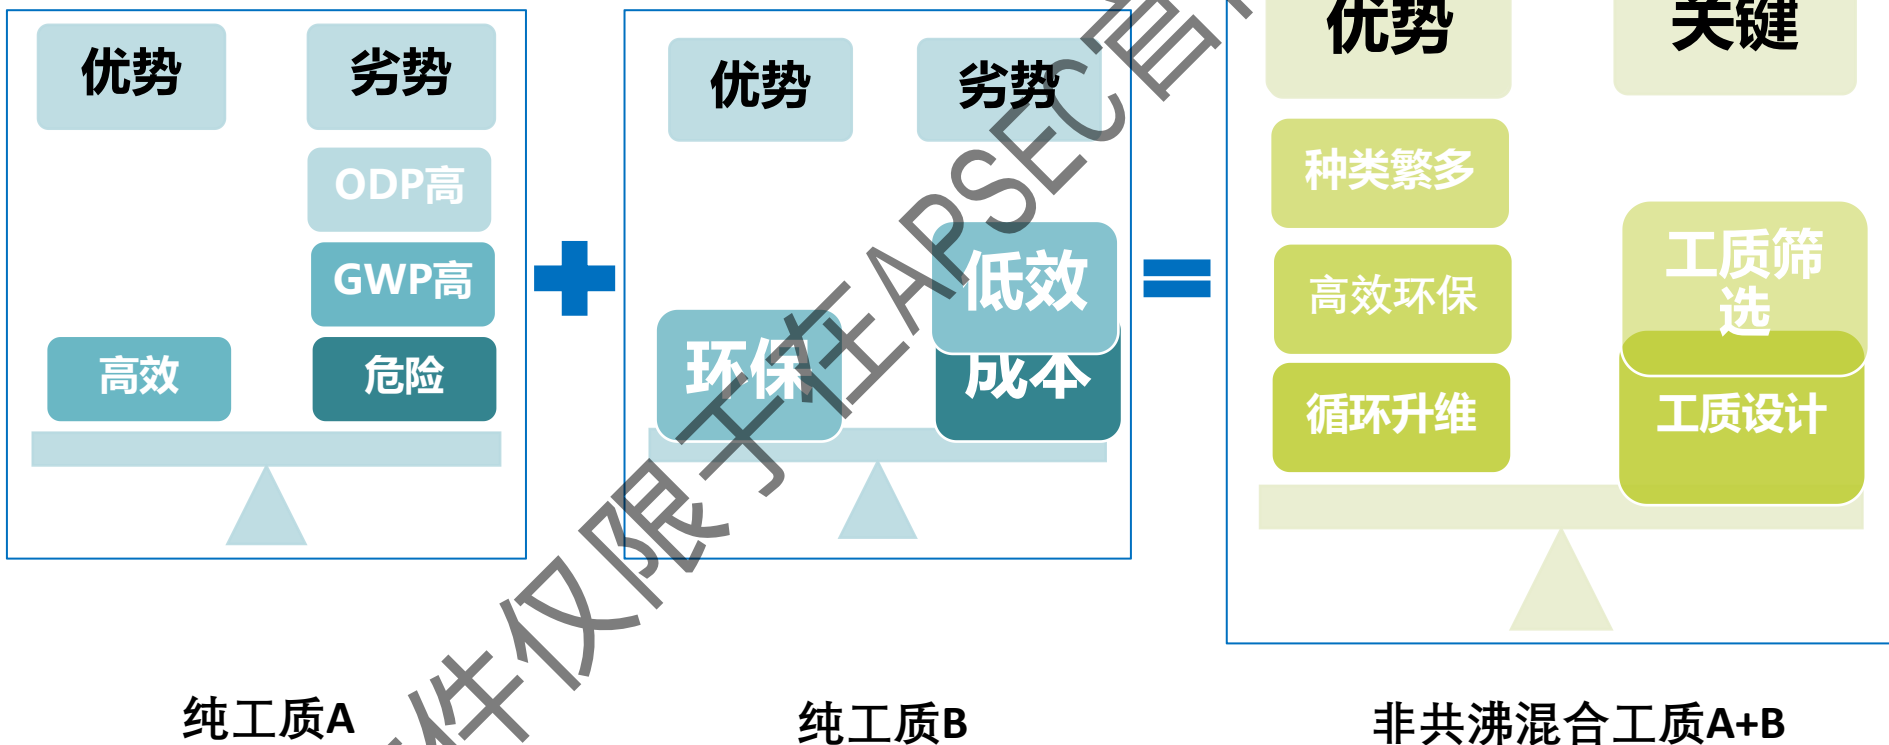 优势
劣势
ODP高
GWP高
高效
危险
纯工质A
优势
劣势
低效
环保
成本
纯工质B
优势
关键
种类繁多
高效环保
循环升维
工质筛
选
工质设计
非共沸混合工质A+B
件仅限于在APSEC官